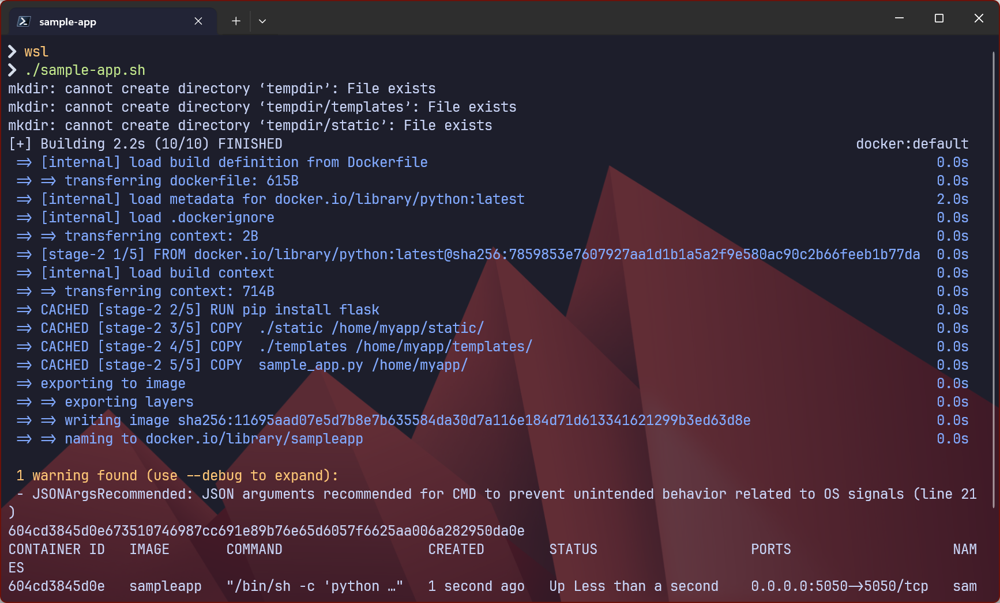 sample-app
wsl
./sample-app.sh
mkdir: cannot create directory ‘tempdir’: File exists
mkdir: cannot create directory ‘tempdir/templates’: File exists
mkdir: cannot create directory ‘tempdir/static’: File exists
[+] Building 2.2s (10/10) FINISHED docker:default
=> [internal] load build definition from Dockerfile 0.0s
=> => transferring dockerfile: 615B 0.0s
=> [internal] load metadata for docker.io/library/python:latest 2.0s
=> [internal] load .dockerignore 0.0s
=> => transferring context: 2B 0.0s
=> [stage-2 1/5] FROM docker.io/library/python:latest@sha256:7859853e7607927aa1d1b1a5a2f9e580ac90c2b66feeb1b77da 0.0s
=> [internal] load build context 0.0s
=> => transferring context: 714B 0.0s
=> CACHED [stage-2 2/5] RUN pip install flask 0.0s
=> CACHED [stage-2 3/5] COPY  ./static /home/myapp/static/ 0.0s
=> CACHED [stage-2 4/5] COPY  ./templates /home/myapp/templates/ 0.0s
=> CACHED [stage-2 5/5] COPY  sample_app.py /home/myapp/ 0.0s
=> exporting to image 0.0s
=> => exporting layers 0.0s
=> => writing image sha256:11695aad07e5d7b8e7b635584da30d7a116e184d71d613341621299b3ed63d8e 0.0s
=> => naming to docker.io/library/sampleapp 0.0s
1 warning found (use --debug to expand):
- JSONArgsRecommended: JSON arguments recommended for CMD to prevent unintended behavior related to OS signals (line 21
)
604cd3845d0e673510746987cc691e89b76e65d6057f6625aa006a282950da0e
CONTAINER ID IMAGE COMMAND CREATED STATUS PORTS NAM
ES
604cd3845d0e sampleapp "/bin/sh -c 'python …" 1 second ago Up Less than a second 0.0.0.0:5050->5050/tcp sam